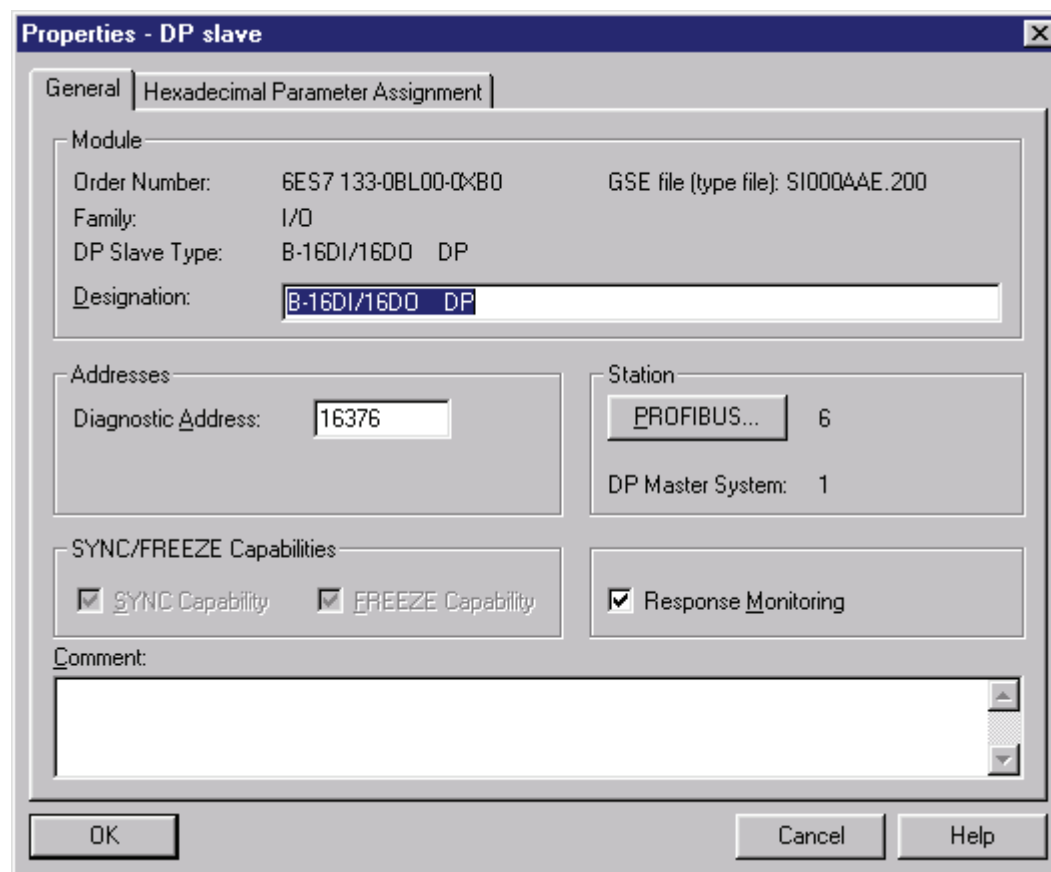 Properties - DP slave
General Hexadecimal Parameter Assignment
Module
Order Number: 6ES7 133-0BL00-0XB0 GSE file (type file): SI000AAE.200
Family: I/O
DP Slave Type: B-16DI/16DO DP
Designation: B-16DI/16DO DP
Addresses
Diagnostic Address: 16376
Station
PROFIBUS... 6
DP Master System: 1
SYNC/FREEZE Capabilities
SYNC Capability FREEZE Capability
Response Monitoring
Comment:
OK Cancel Help